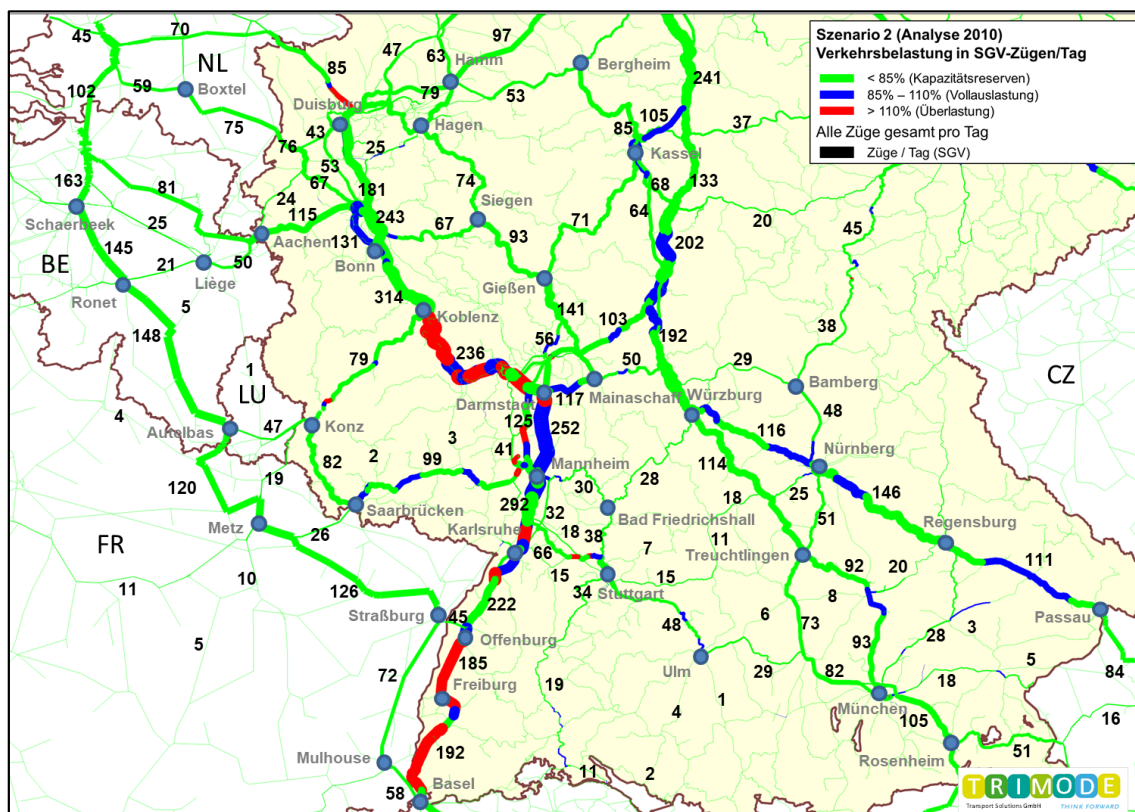 Szenario 2 (Analyse 2010)
Verkehrsbelastung in SGV-Zügen/Tag
< 85% (Kapazitätsreserven)
85% – 110% (Vollauslastung)
> 110% (Überlastung)
Alle Züge gesamt pro Tag
Züge / Tag (SGV)
45
70
47
63
97
Hamm
Bergheim
241
NL
59
Boxtel
102
85
79
53
105
37
Duisburg
Hagen
85
Kassel
75
43
25
76
53
74
68
133
163
81
67
181
Siegen
64
20
24
Schaerbeek
25
115
243
67
71
202
45
145
Aachen
131
93
BE
21
50
Bonn
Liège
Gießen
Ronet
5
314
141
103
148
Koblenz
56
192
38
236
79
50
29
1
CZ
LU
Darmstadt
117
Mainaschaff
Würzburg
Bamberg
4
125
48
Autelbas
47
Konz
3
252
116
41
Nürnberg
82
2
99
Mannheim
114
28
120
19
30
18
25
146
Saarbrücken
292
32
Metz
Karlsruhe
Bad Friedrichshall
51
Regensburg
26
18
38
11
FR
66
7
Treuchtlingen
111
10
15
15
92
20
11
126
34
Stuttgart
8
222
Straßburg
45
6
73
Passau
48
93
28
3
5
Offenburg
185
Ulm
5
72
29
82
84
Freiburg
19
18
1
München
4
105
16
192
Mulhouse
Rosenheim
51
11
2
58
Basel
TRIMODE
Transport Solutions GmbH
THINK FORWARD